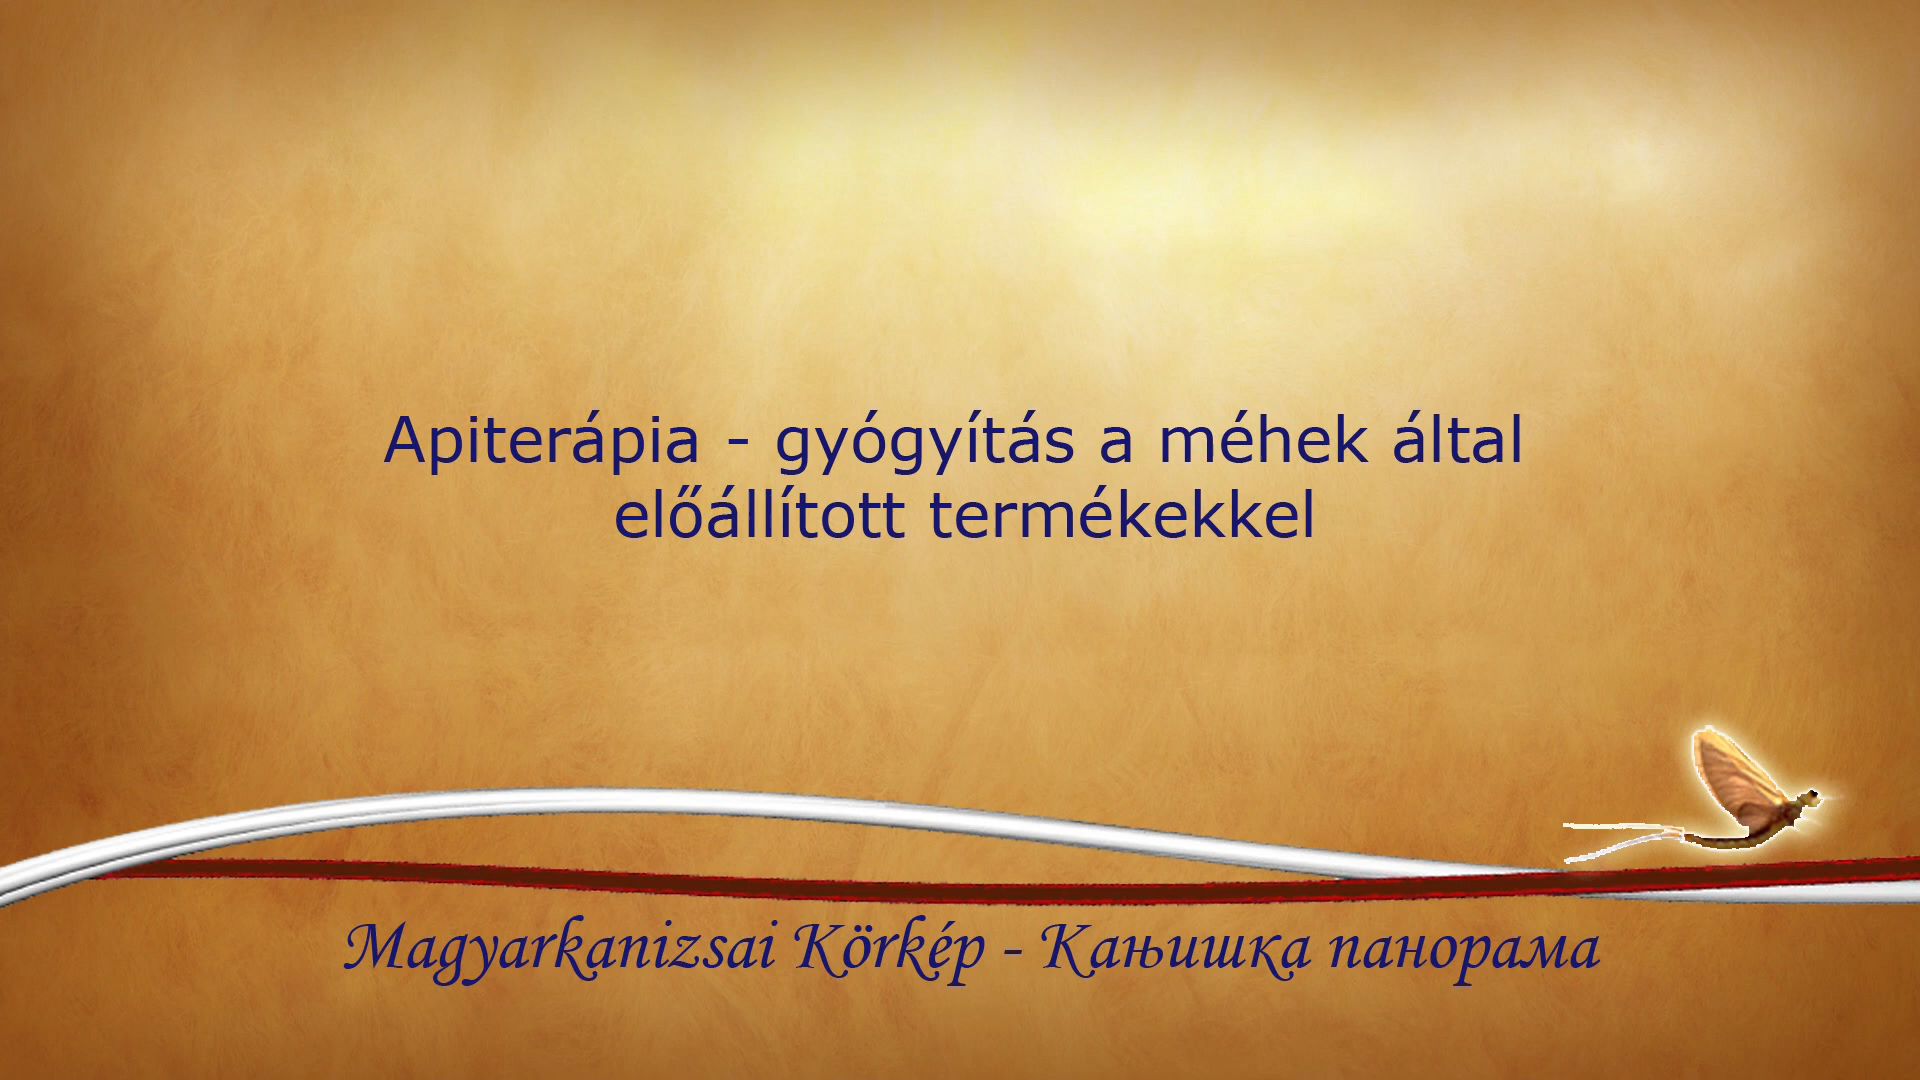 Apiterápia - gyógyítás a méhek által
előállított termékekkel
Magyarkanizsai Körkép - Кањишка панорама